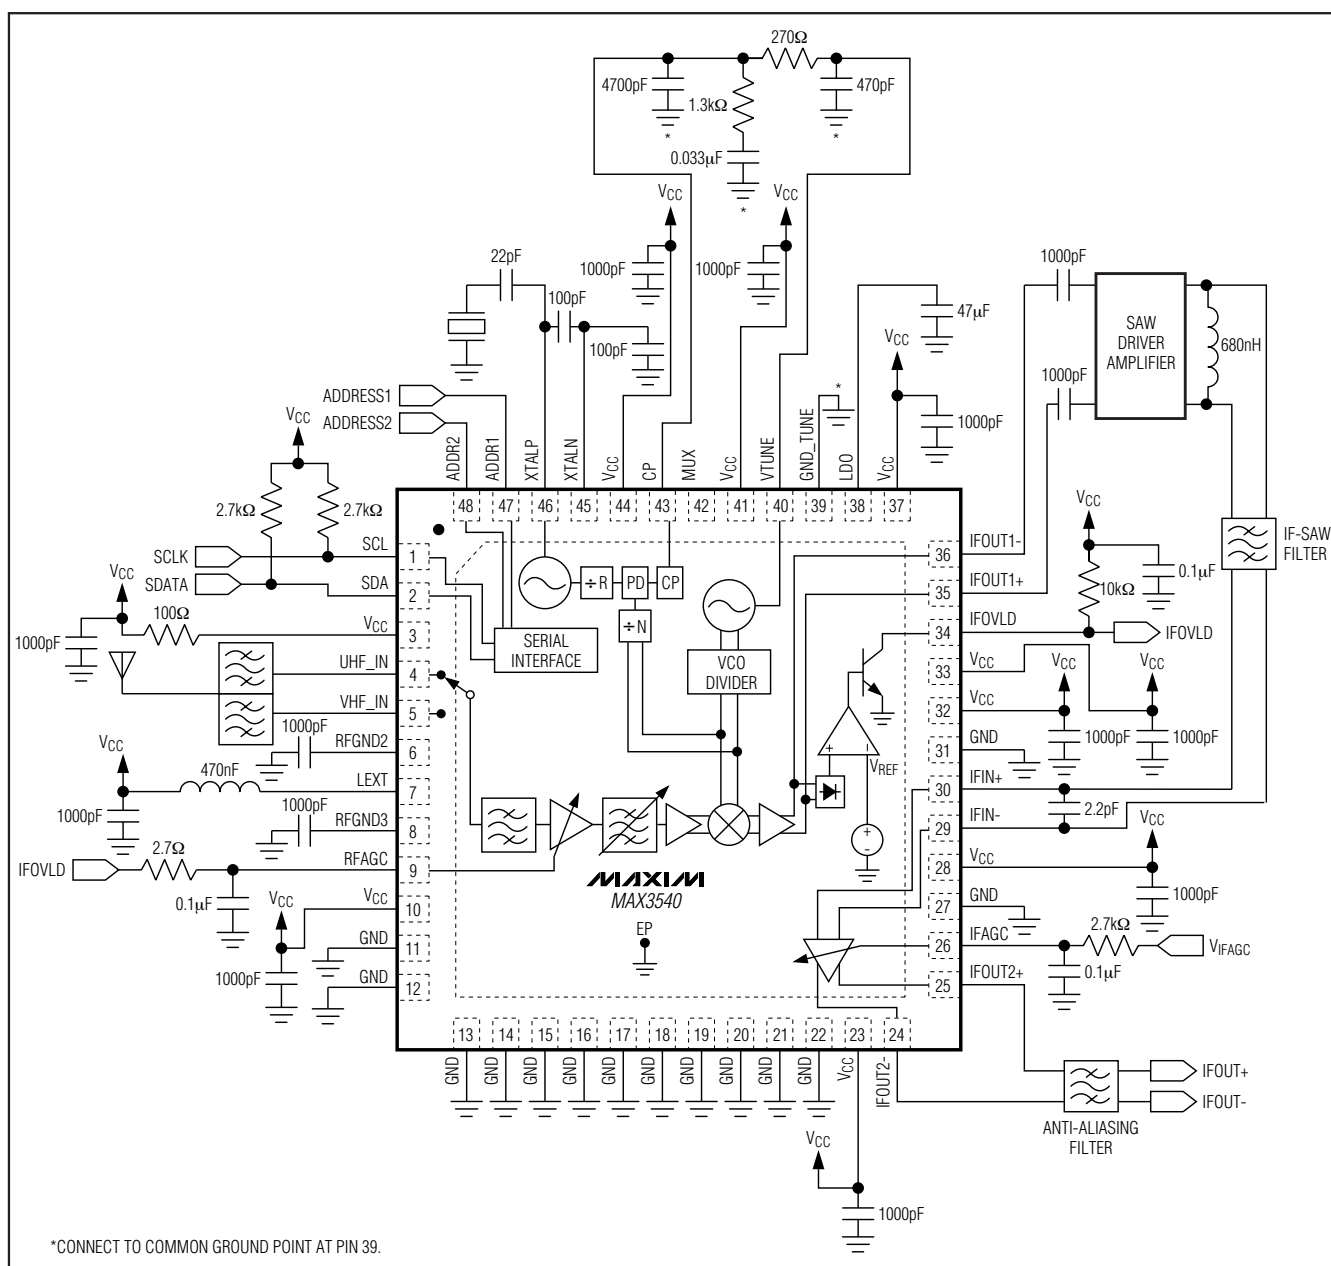 270Ω
4700pF
470pF
1.3kΩ
*
*
0.033µF
*
VCC
VCC
22pF
1000pF
1000pF
1000pF
100pF
47µF
SAW
DRIVER
AMPLIFIER
680nH
100pF
VCC
1000pF
1000pF
*
ADDRESS1
ADDRESS2
VCC
ADDR2
ADDR1
XTALP
XTALN
VCC
CP
MUX
VCC
VTUNE
GND_TUNE
LDO
VCC
48
47
46
45
44
43
42
41
40
39
38
37
2.7kΩ
2.7kΩ
SCLK
SDATA
VCC
100Ω
1000pF
SCL
SDA
VCC
UHF_IN
VHF_IN
RFGND2
LEXT
RFGND3
RFAGC
VCC
GND
GND
1
2
3
4
5
6
7
8
9
10
11
12
1000pF
VCC
470nF
1000pF
1000pF
IFOVLD
2.7Ω
0.1µF
VCC
1000pF
÷R
PD
CP
÷N
SERIAL
INTERFACE
VCO
DIVIDER
+
−
VREF
+
-
MAXIM
MAX3540
EP
36
35
34
33
32
31
30
29
28
27
26
25
IFOUT1-
IFOUT1+
IFOVLD
VCC
VCC
GND
IFIN+
IFIN-
VCC
GND
IFAGC
IFOUT2+
VCC
10kΩ
0.1µF
IFOVLD
IF-SAW
FILTER
VCC
VCC
1000pF
1000pF
2.2pF
VCC
1000pF
2.7kΩ
VIFAGC
0.1µF
13
14
15
16
17
18
19
20
21
22
23
24
GND
GND
GND
GND
GND
GND
GND
GND
GND
GND
VCC
IFOUT2-
IFOUT+
IFOUT-
ANTI-ALIASING
FILTER
VCC
1000pF
*CONNECT TO COMMON GROUND POINT AT PIN 39.